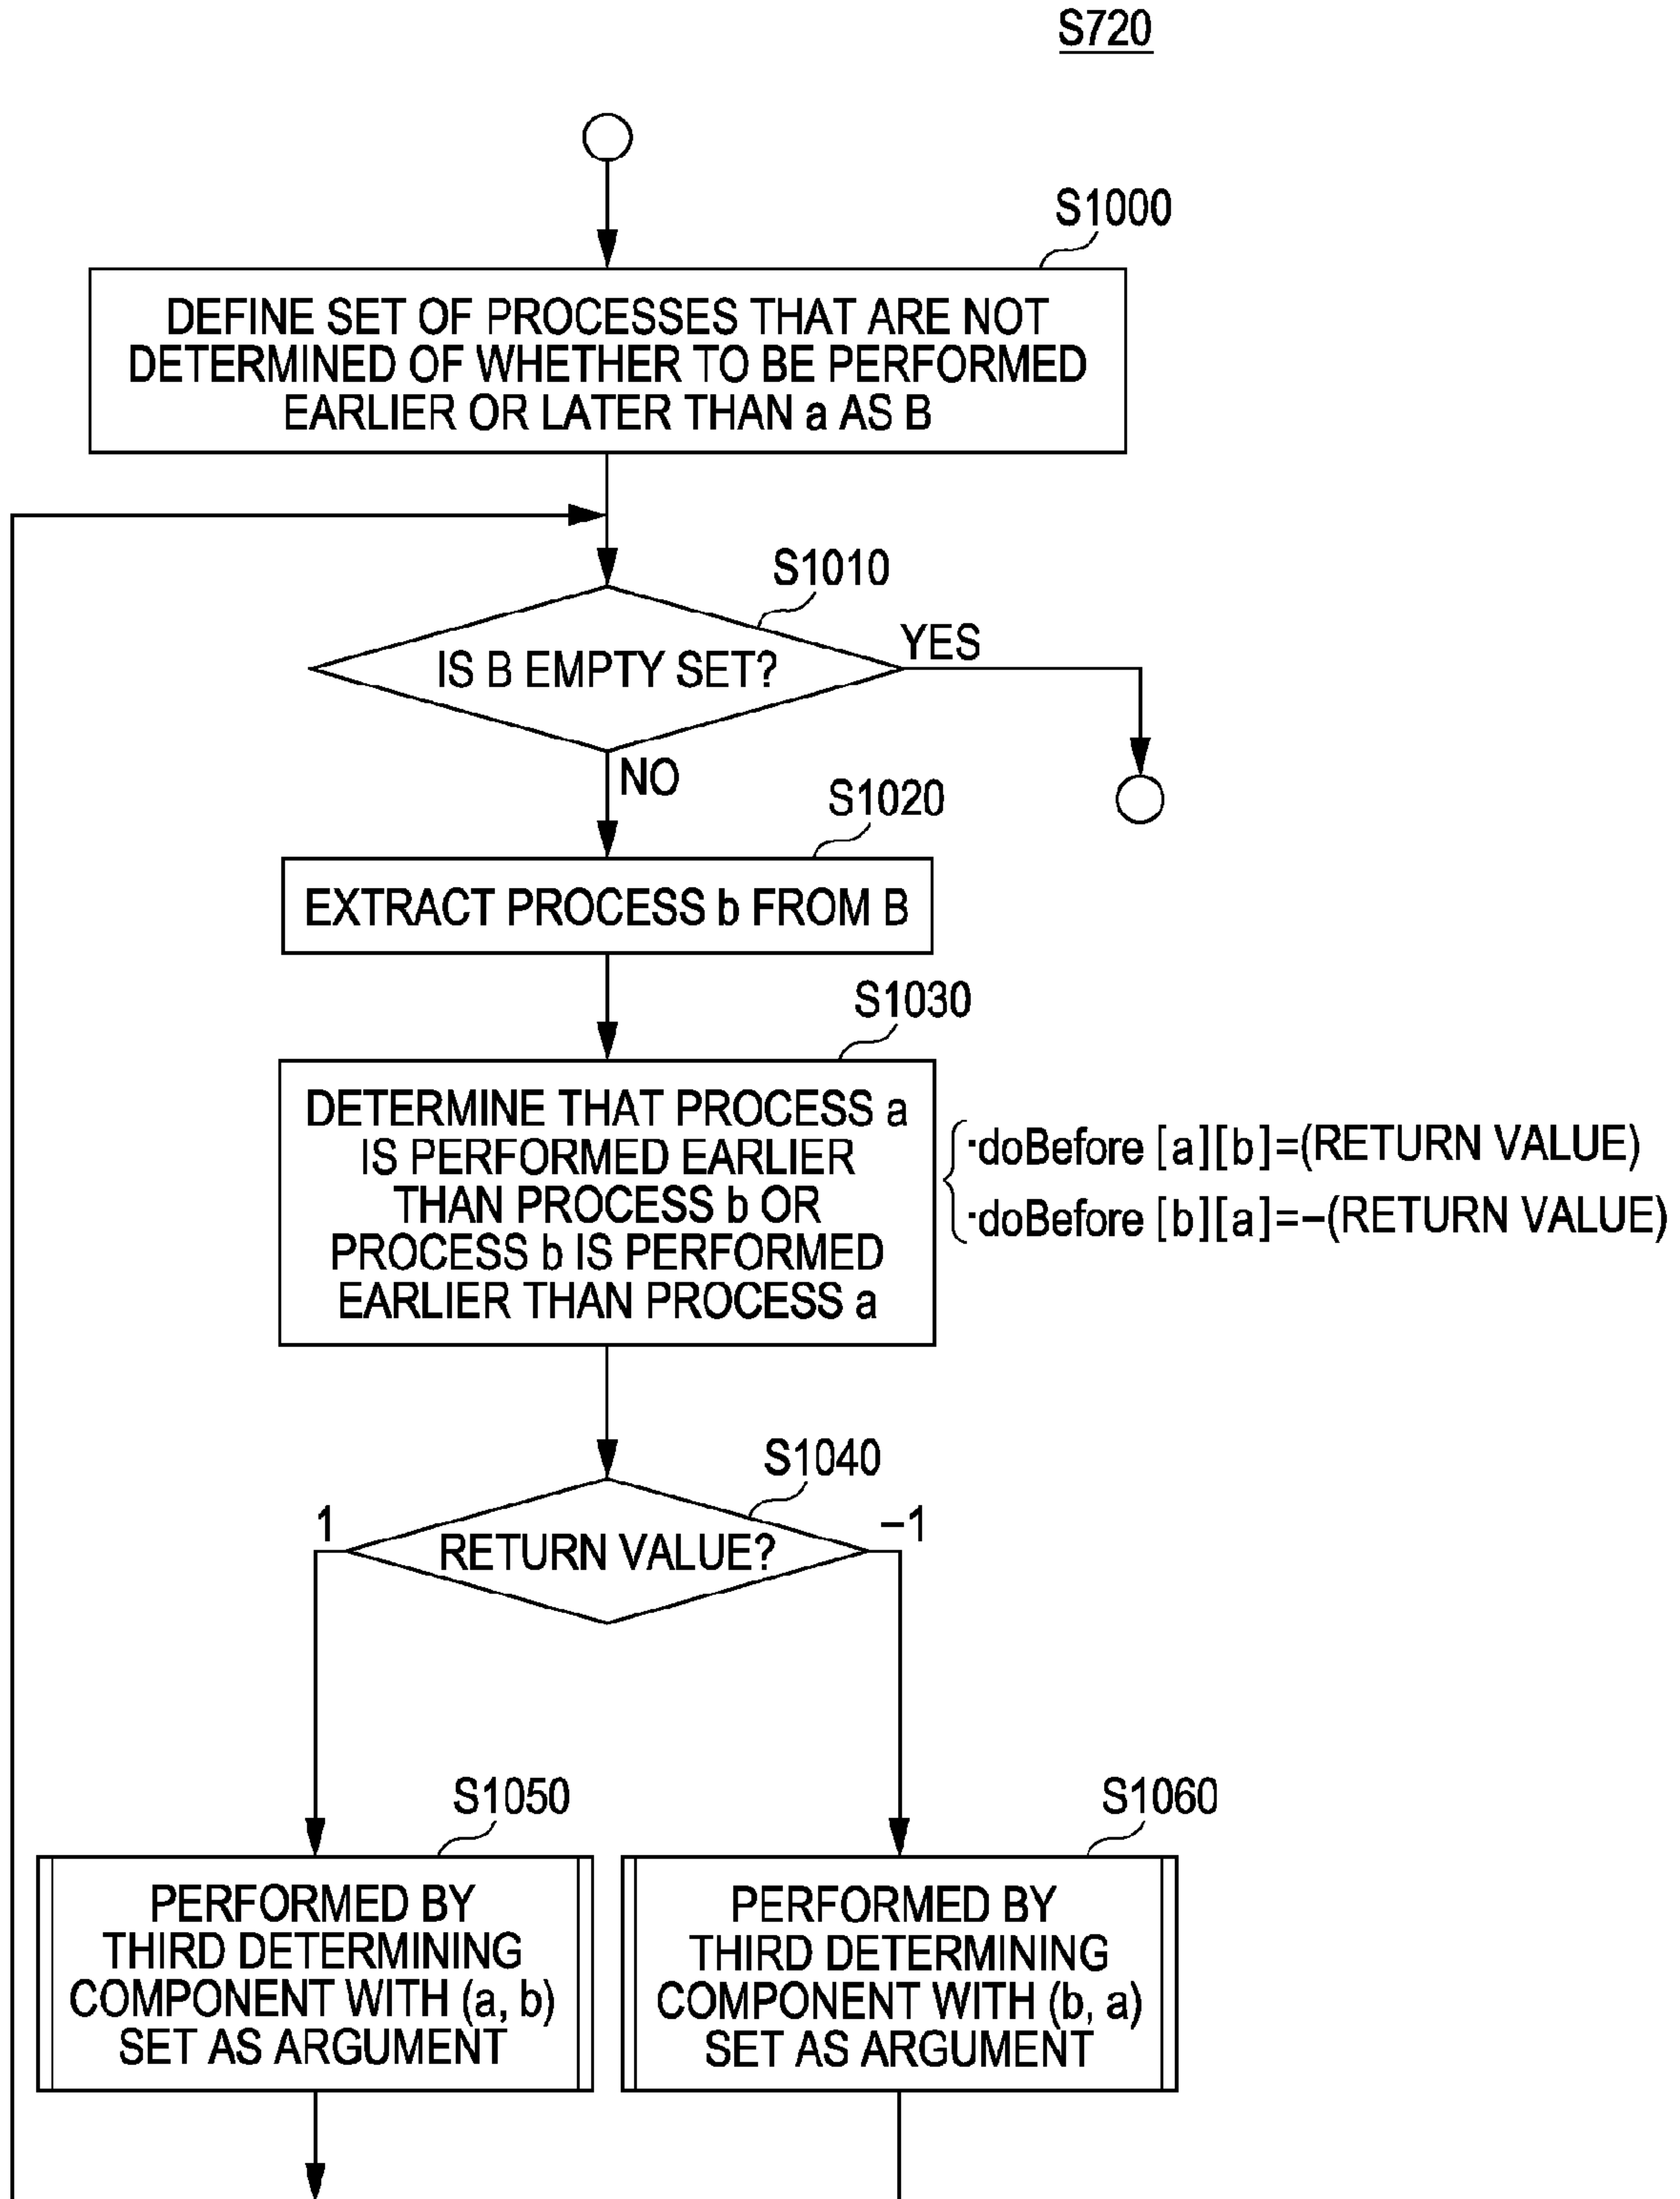 S720
S1000
DEFINE SET OF PROCESSES THAT ARE NOT
DETERMINED OF WHETHER TO BE PERFORMED
EARLIER OR LATER THAN a AS B
S1010
IS B EMPTY SET?
YES
NO
S1020
EXTRACT PROCESS b FROM B
S1030
DETERMINE THAT PROCESS a
IS PERFORMED EARLIER
THAN PROCESS b OR
PROCESS b IS PERFORMED
EARLIER THAN PROCESS a
·doBefore [a][b]=(RETURN VALUE)
·doBefore [b][a]=−(RETURN VALUE)
S1040
1
RETURN VALUE?
−1
S1050
PERFORMED BY
THIRD DETERMINING
COMPONENT WITH (a, b)
SET AS ARGUMENT
S1060
PERFORMED BY
THIRD DETERMINING
COMPONENT WITH (b, a)
SET AS ARGUMENT